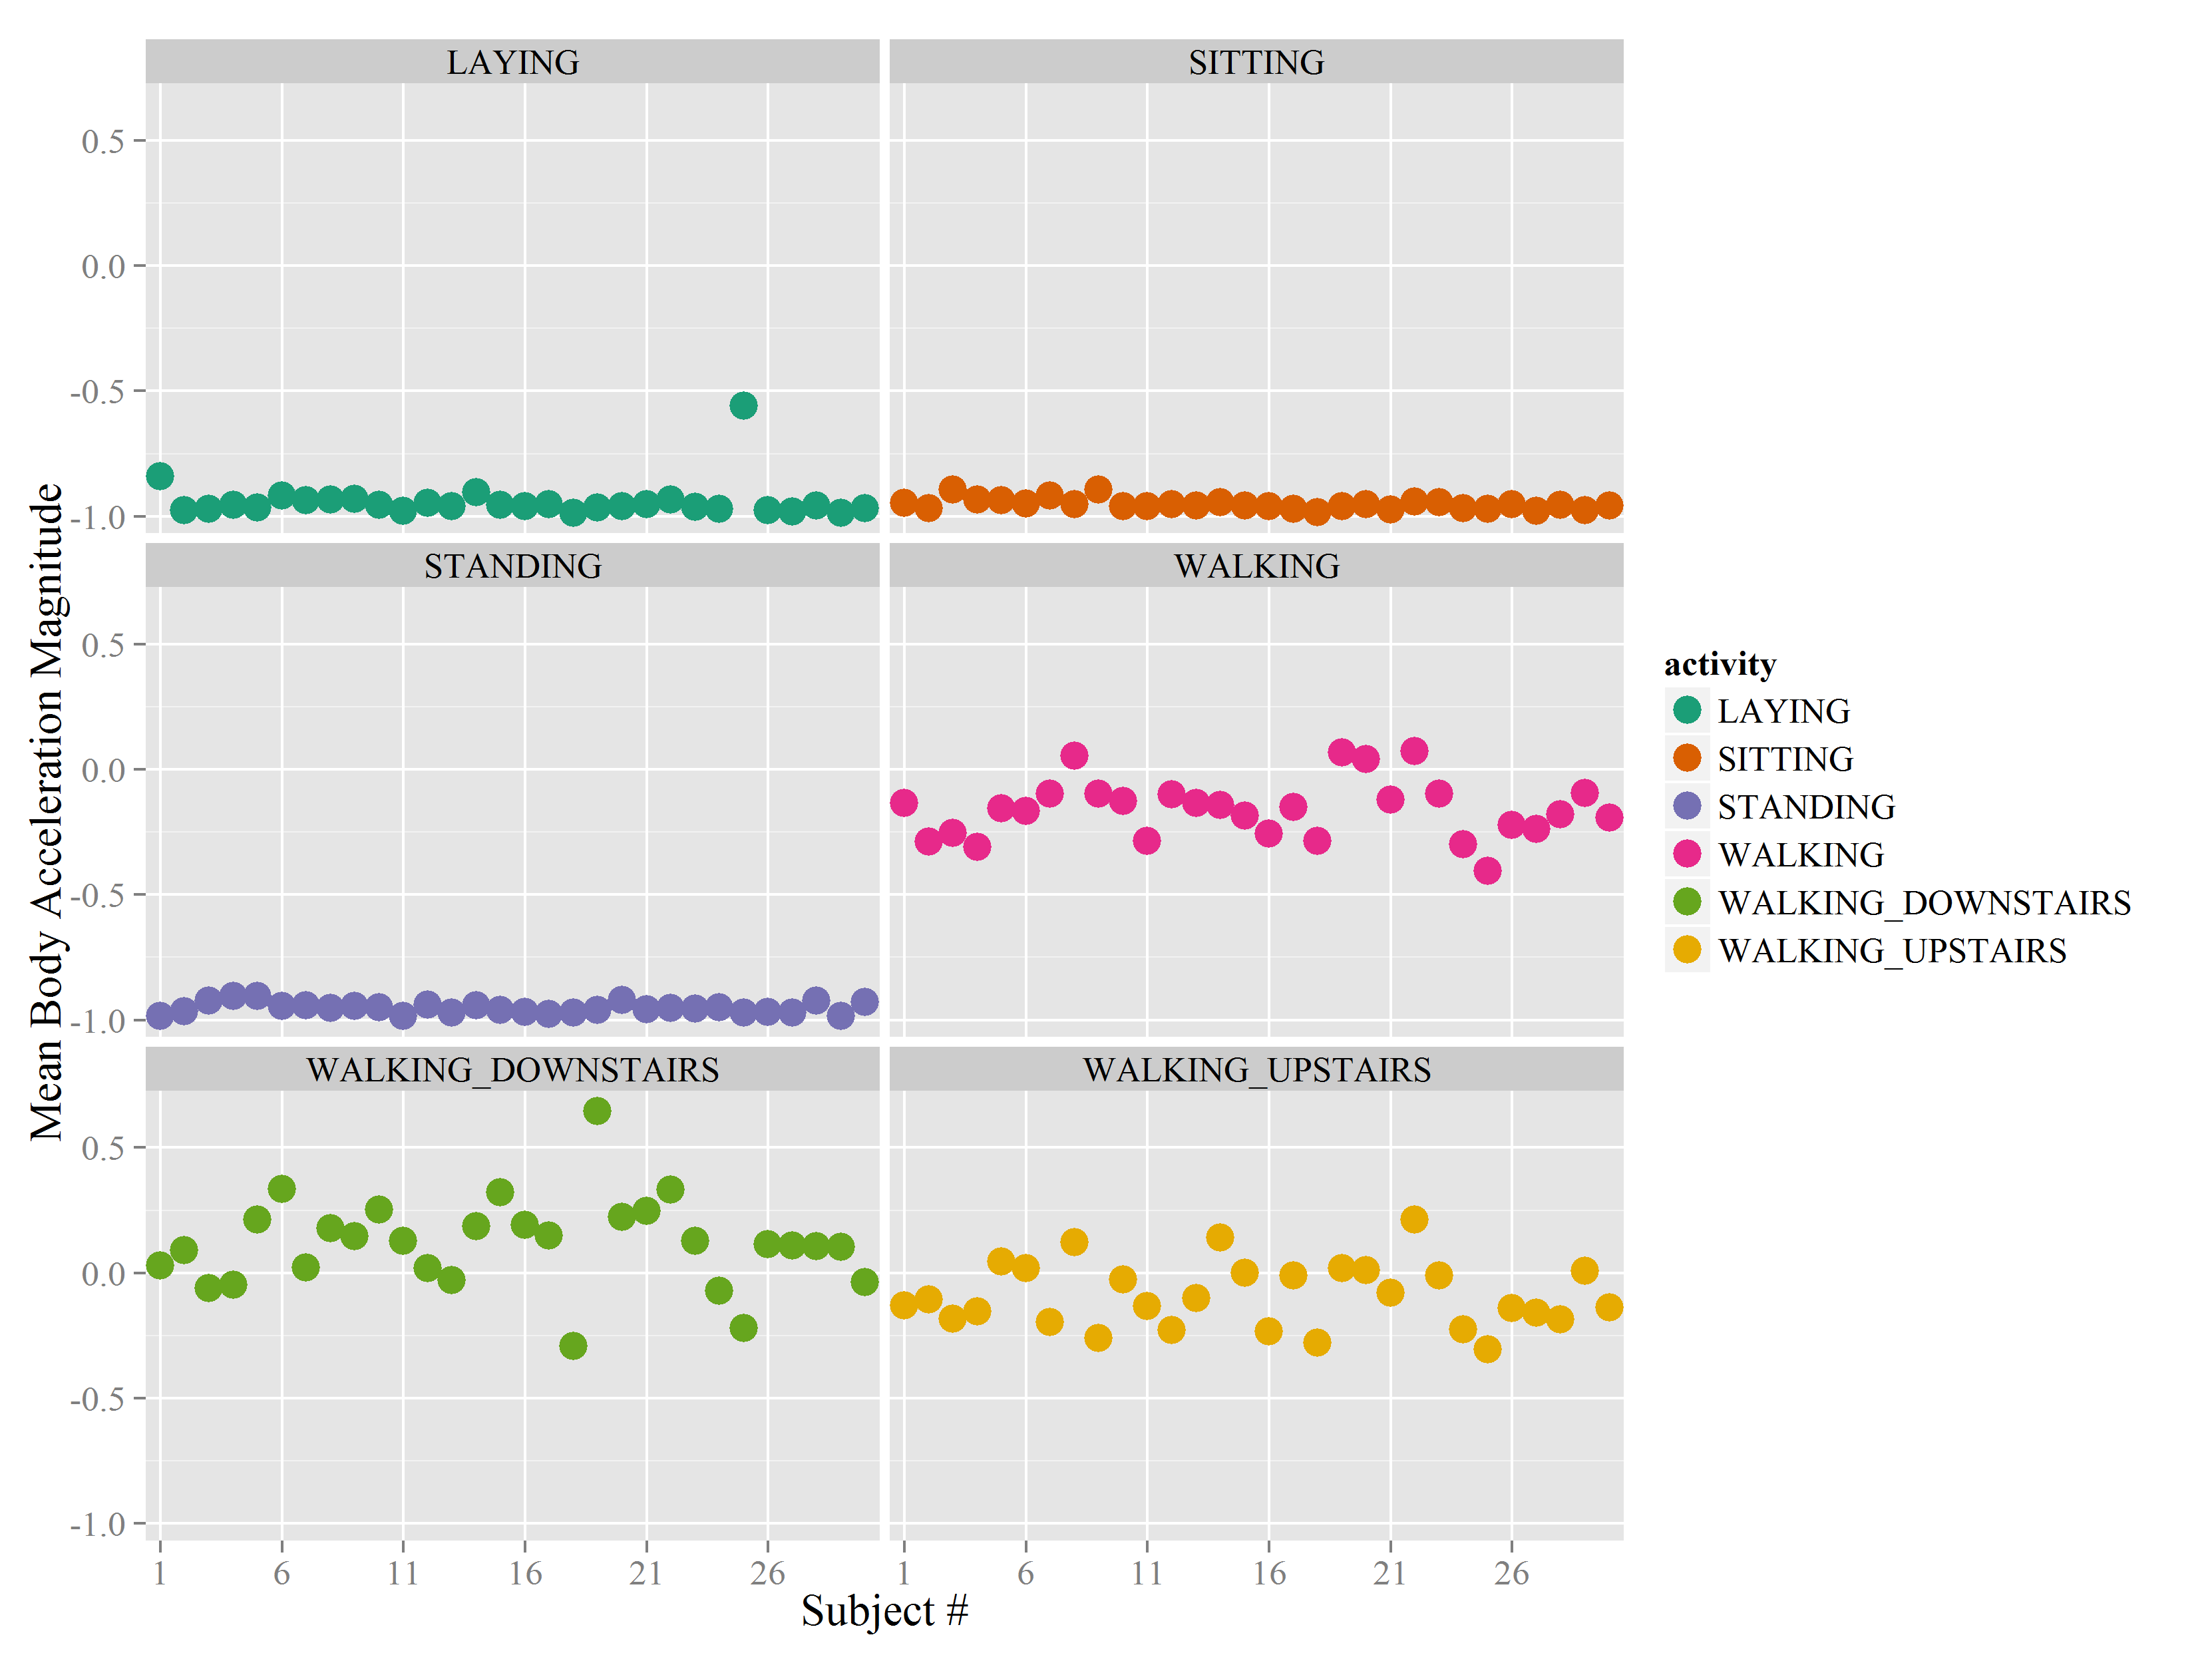 LAYING
SITTING
0.5
0.0
-0.5
-1.0
STANDING
WALKING
0.5
0.0
-0.5
-1.0
WALKING_DOWNSTAIRS
WALKING_UPSTAIRS
0.5
0.0
-0.5
-1.0
1 6 11 16 21 26
1 6 11 16 21 26
Subject #
Mean Body Acceleration Magnitude
activity
LAYING
SITTING
STANDING
WALKING
WALKING_DOWNSTAIRS
WALKING_UPSTAIRS